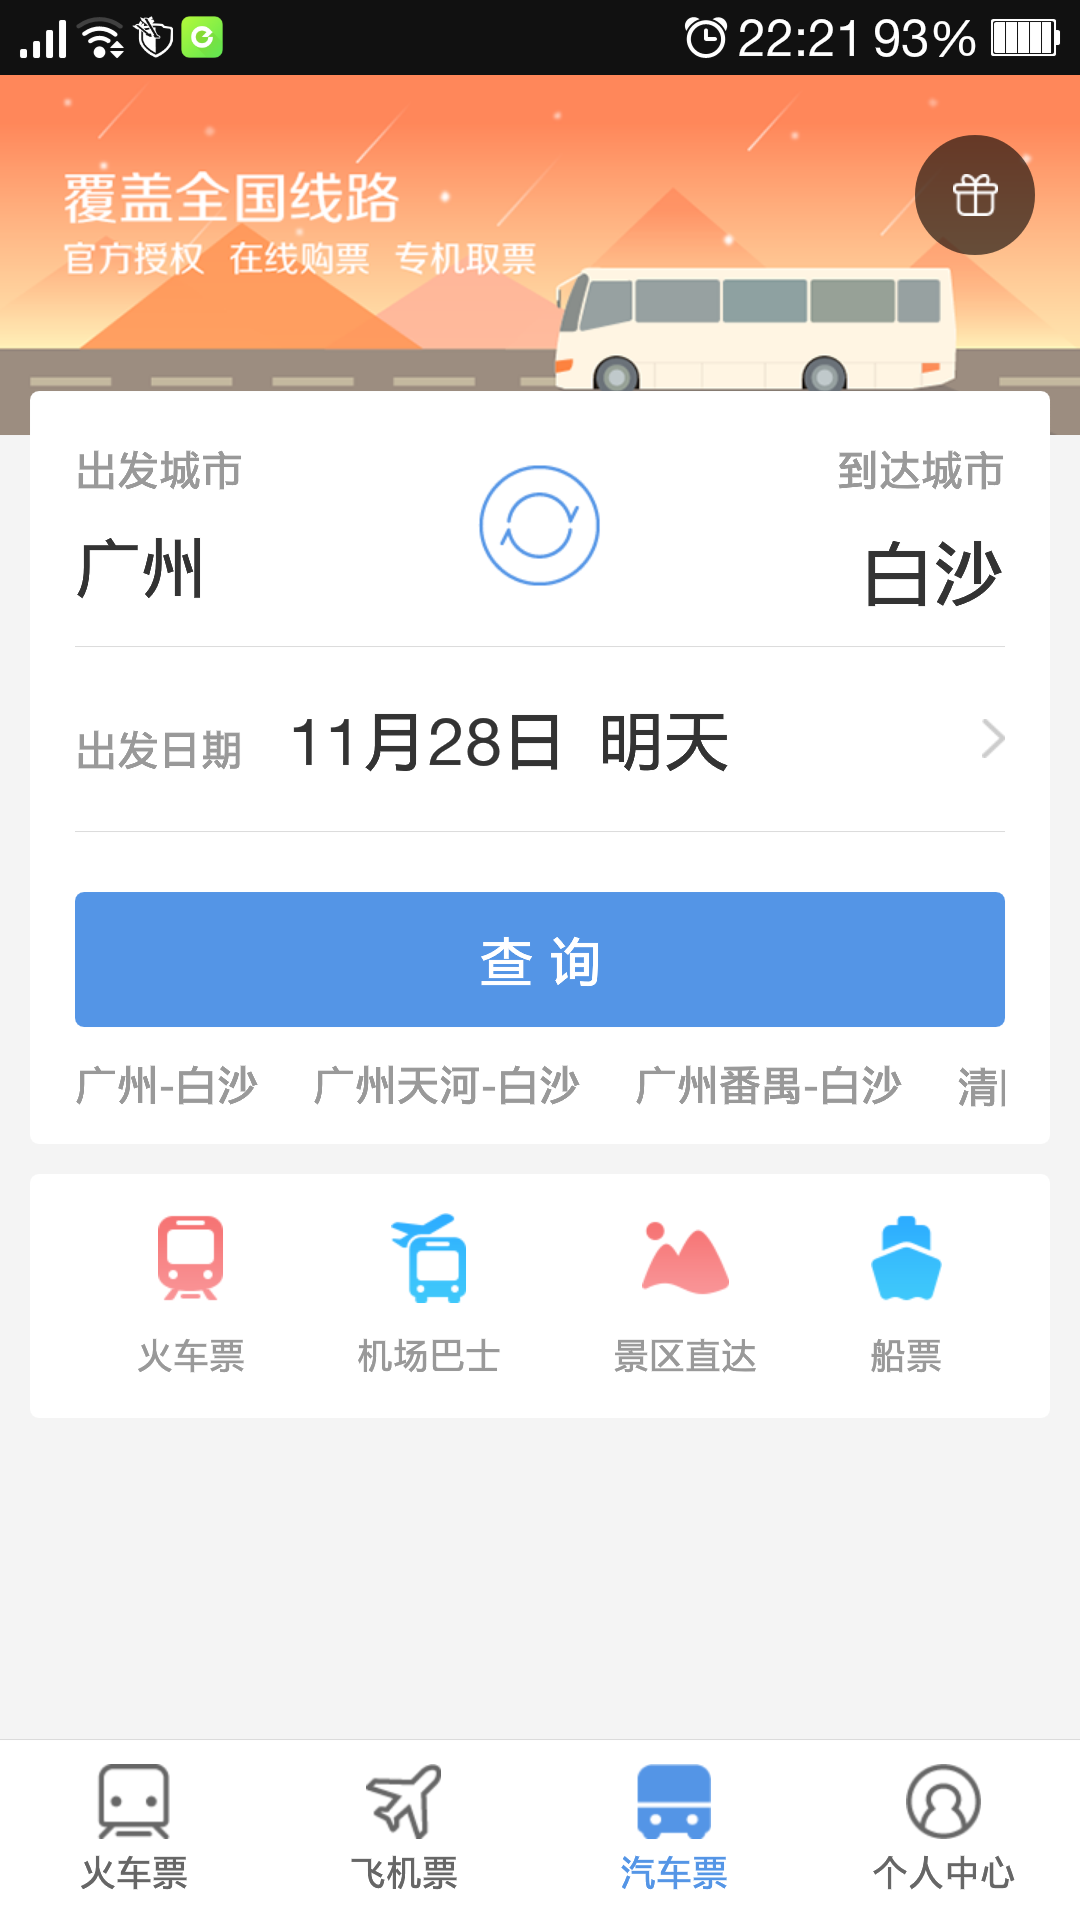 22:21 93%
覆盖全国线路
官方授权 在线购票 专机取票
出发城市 到达城市
广州 白沙
出发日期 11月28日 明天
查 询
广州-白沙 广州天河-白沙 广州番禺-白沙 清
火车票 机场巴士 景区直达 船票
火车票 飞机票 汽车票 个人中心